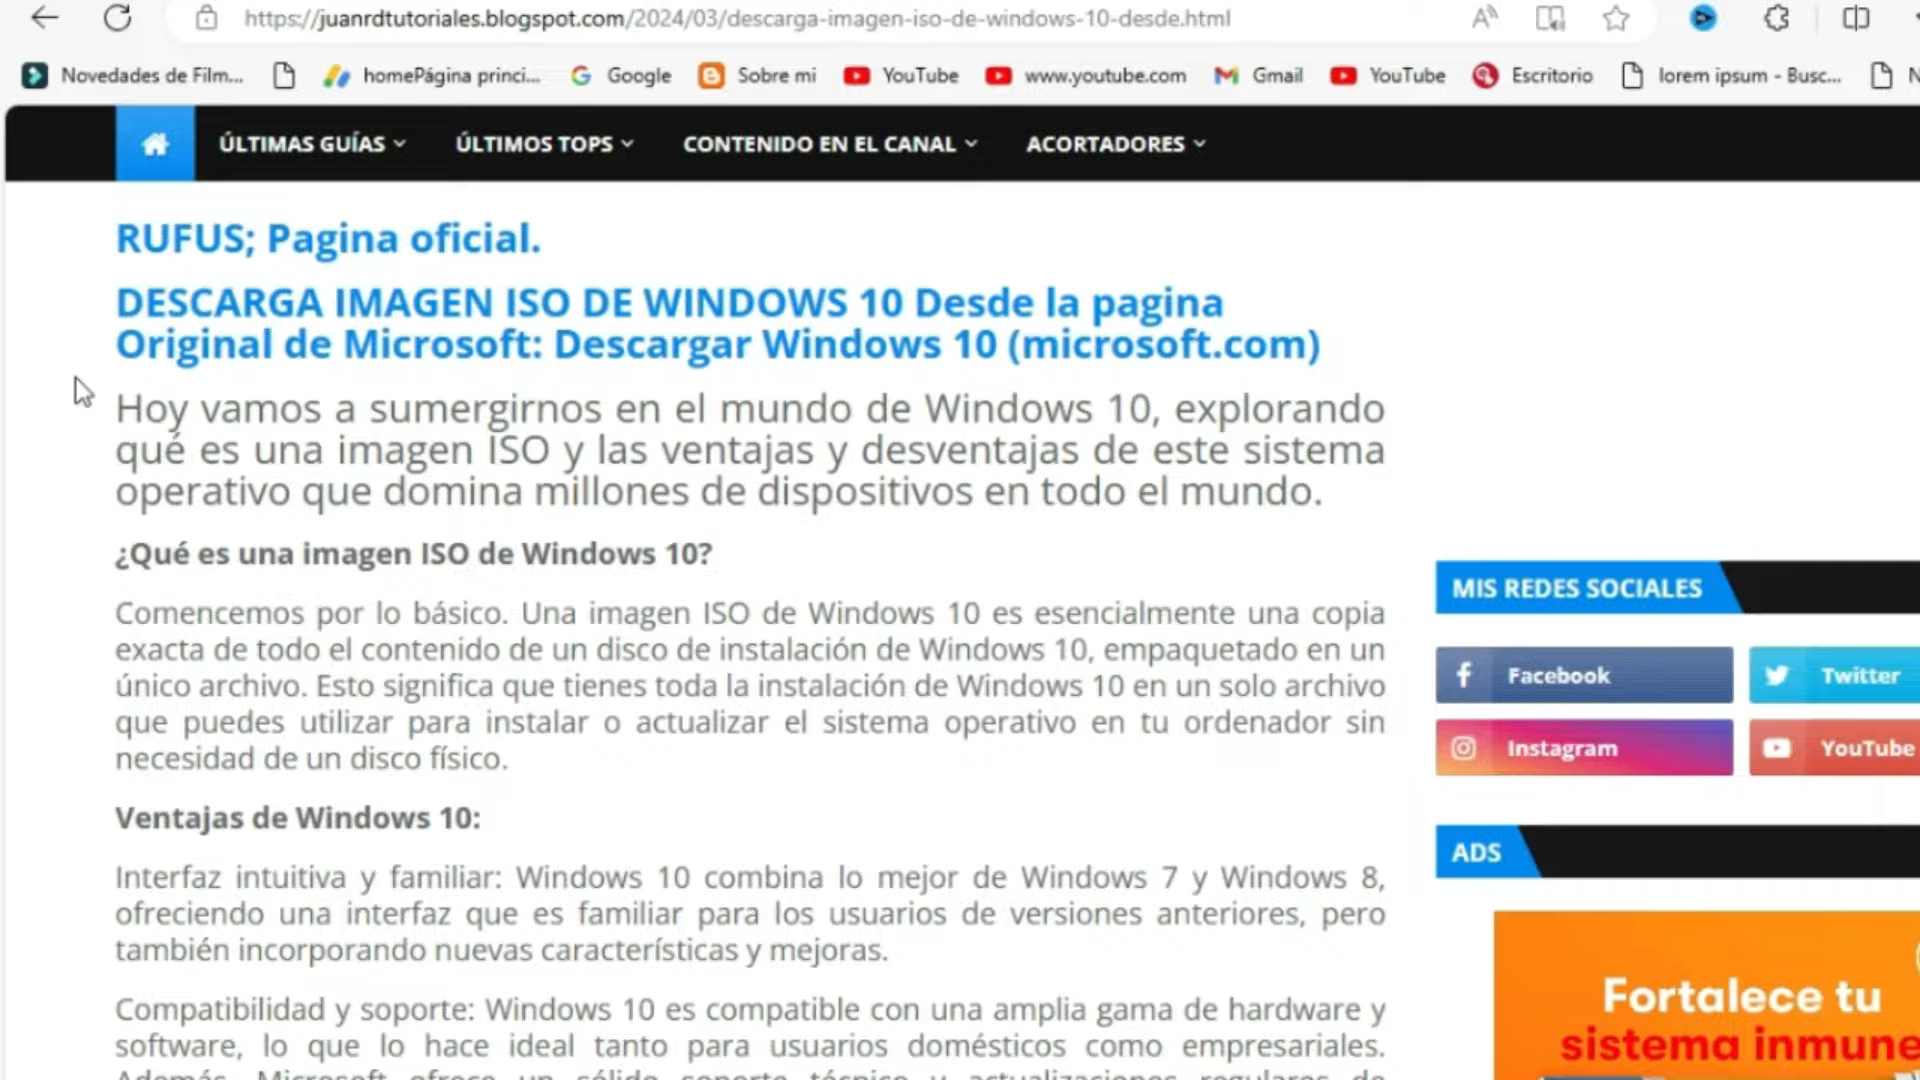 https://juanrdtutoriales.blogspot.com/2024/03/descarga-imagen-iso-de-windows-10-desde.html
Novedades de Film... homePágina princi... Google Sobre mi YouTube www.youtube.com Gmail YouTube Escritorio lorem ipsum - Busc... N
ÚLTIMAS GUÍAS ÚLTIMOS TOPS CONTENIDO EN EL CANAL ACORTADORES
RUFUS; Pagina oficial.
DESCARGA IMAGEN ISO DE WINDOWS 10 Desde la pagina
Original de Microsoft: Descargar Windows 10 (microsoft.com)
Hoy vamos a sumergirnos en el mundo de Windows 10, explorando
qué es una imagen ISO y las ventajas y desventajas de este sistema
operativo que domina millones de dispositivos en todo el mundo.
¿Qué es una imagen ISO de Windows 10?
Comencemos por lo básico. Una imagen ISO de Windows 10 es esencialmente una copia
exacta de todo el contenido de un disco de instalación de Windows 10, empaquetado en un
único archivo. Esto significa que tienes toda la instalación de Windows 10 en un solo archivo
que puedes utilizar para instalar o actualizar el sistema operativo en tu ordenador sin
necesidad de un disco físico.
Ventajas de Windows 10:
Interfaz intuitiva y familiar: Windows 10 combina lo mejor de Windows 7 y Windows 8,
ofreciendo una interfaz que es familiar para los usuarios de versiones anteriores, pero
también incorporando nuevas características y mejoras.
Compatibilidad y soporte: Windows 10 es compatible con una amplia gama de hardware y
software, lo que lo hace ideal tanto para usuarios domésticos como empresariales.
Además, Microsoft ofrece un sólido soporte técnico y actualizaciones regulares de
MIS REDES SOCIALES
Facebook Twitter
Instagram YouTube
ADS
Fortalece tu
sistema inmune